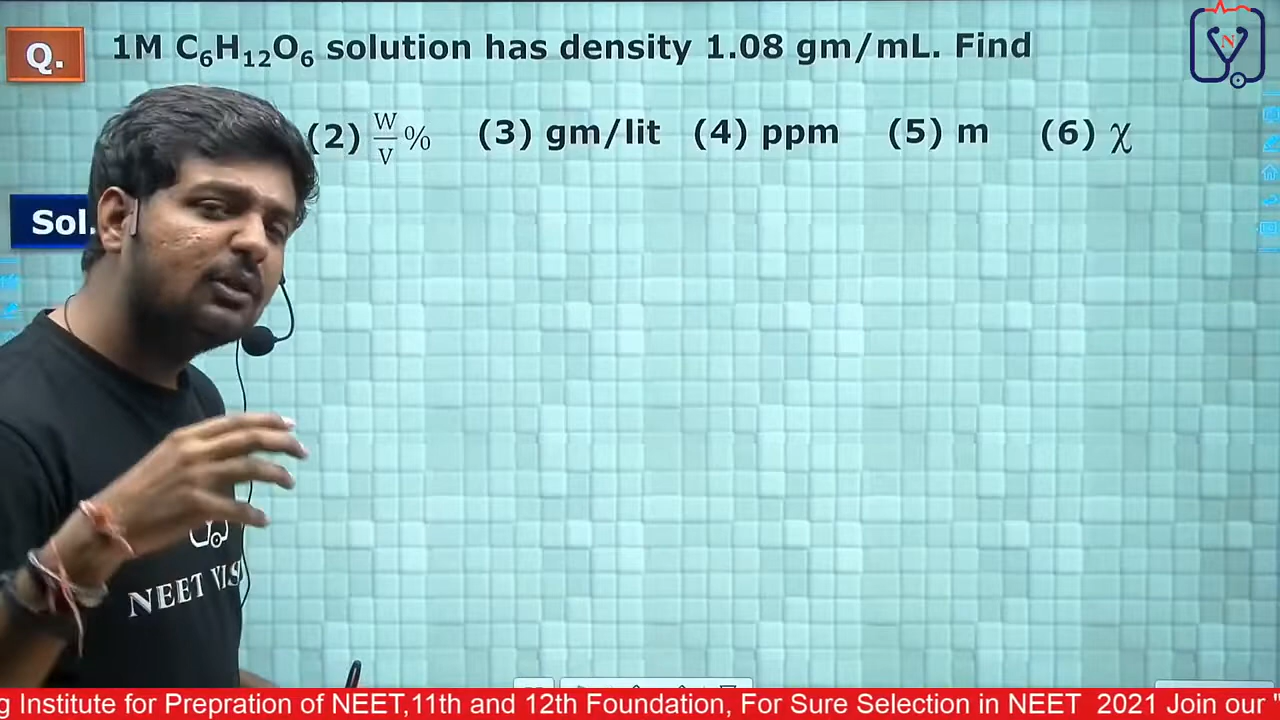 Q. 1M C₆H₁₂O₆ solution has density 1.08 gm/mL. Find
(2) W/V % (3) gm/lit (4) ppm (5) m (6) χ
Sol.
N
NEET VIS
g Institute for Prepration of NEET,11th and 12th Foundation, For Sure Selection in NEET 2021 Join our "